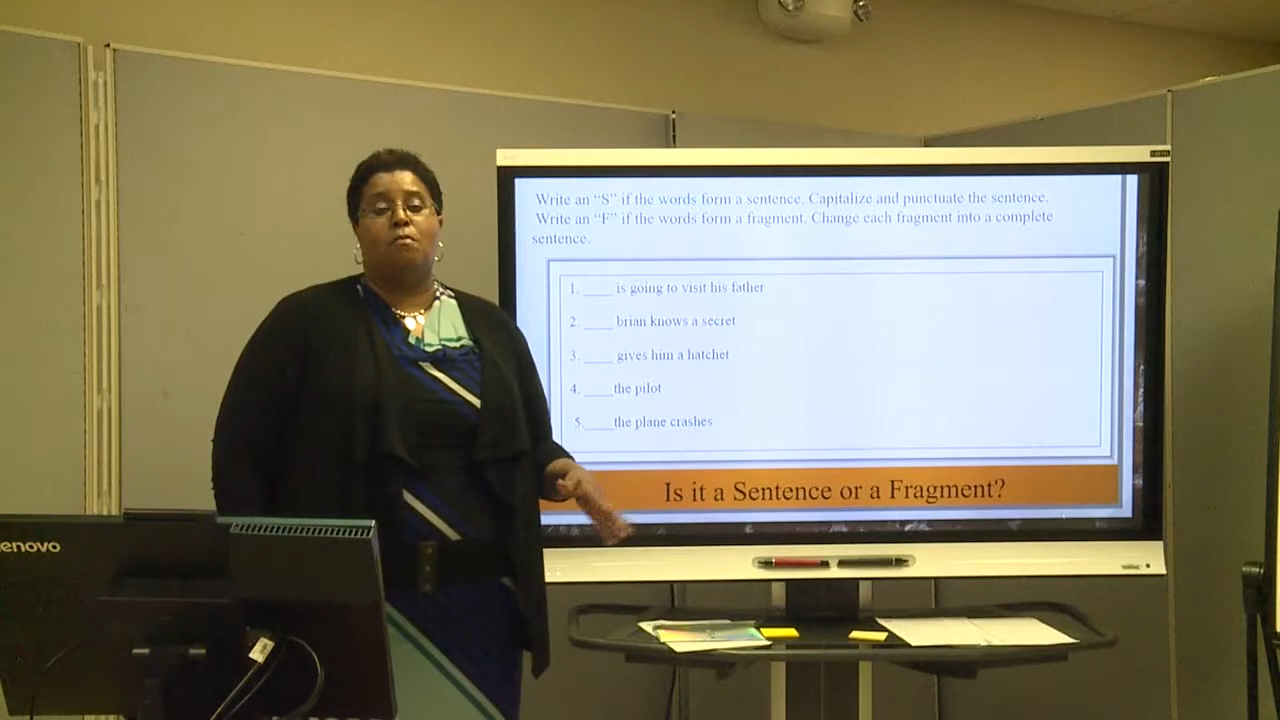 Write an “S” if the words form a sentence. Capitalize and punctuate the sentence.
Write an “F” if the words form a fragment. Change each fragment into a complete
sentence.
1. ____ is going to visit his father
2. ____ brian knows a secret
3. ____ gives him a hatchet
4. ____the pilot
5.____the plane crashes
Is it a Sentence or a Fragment?
enovo